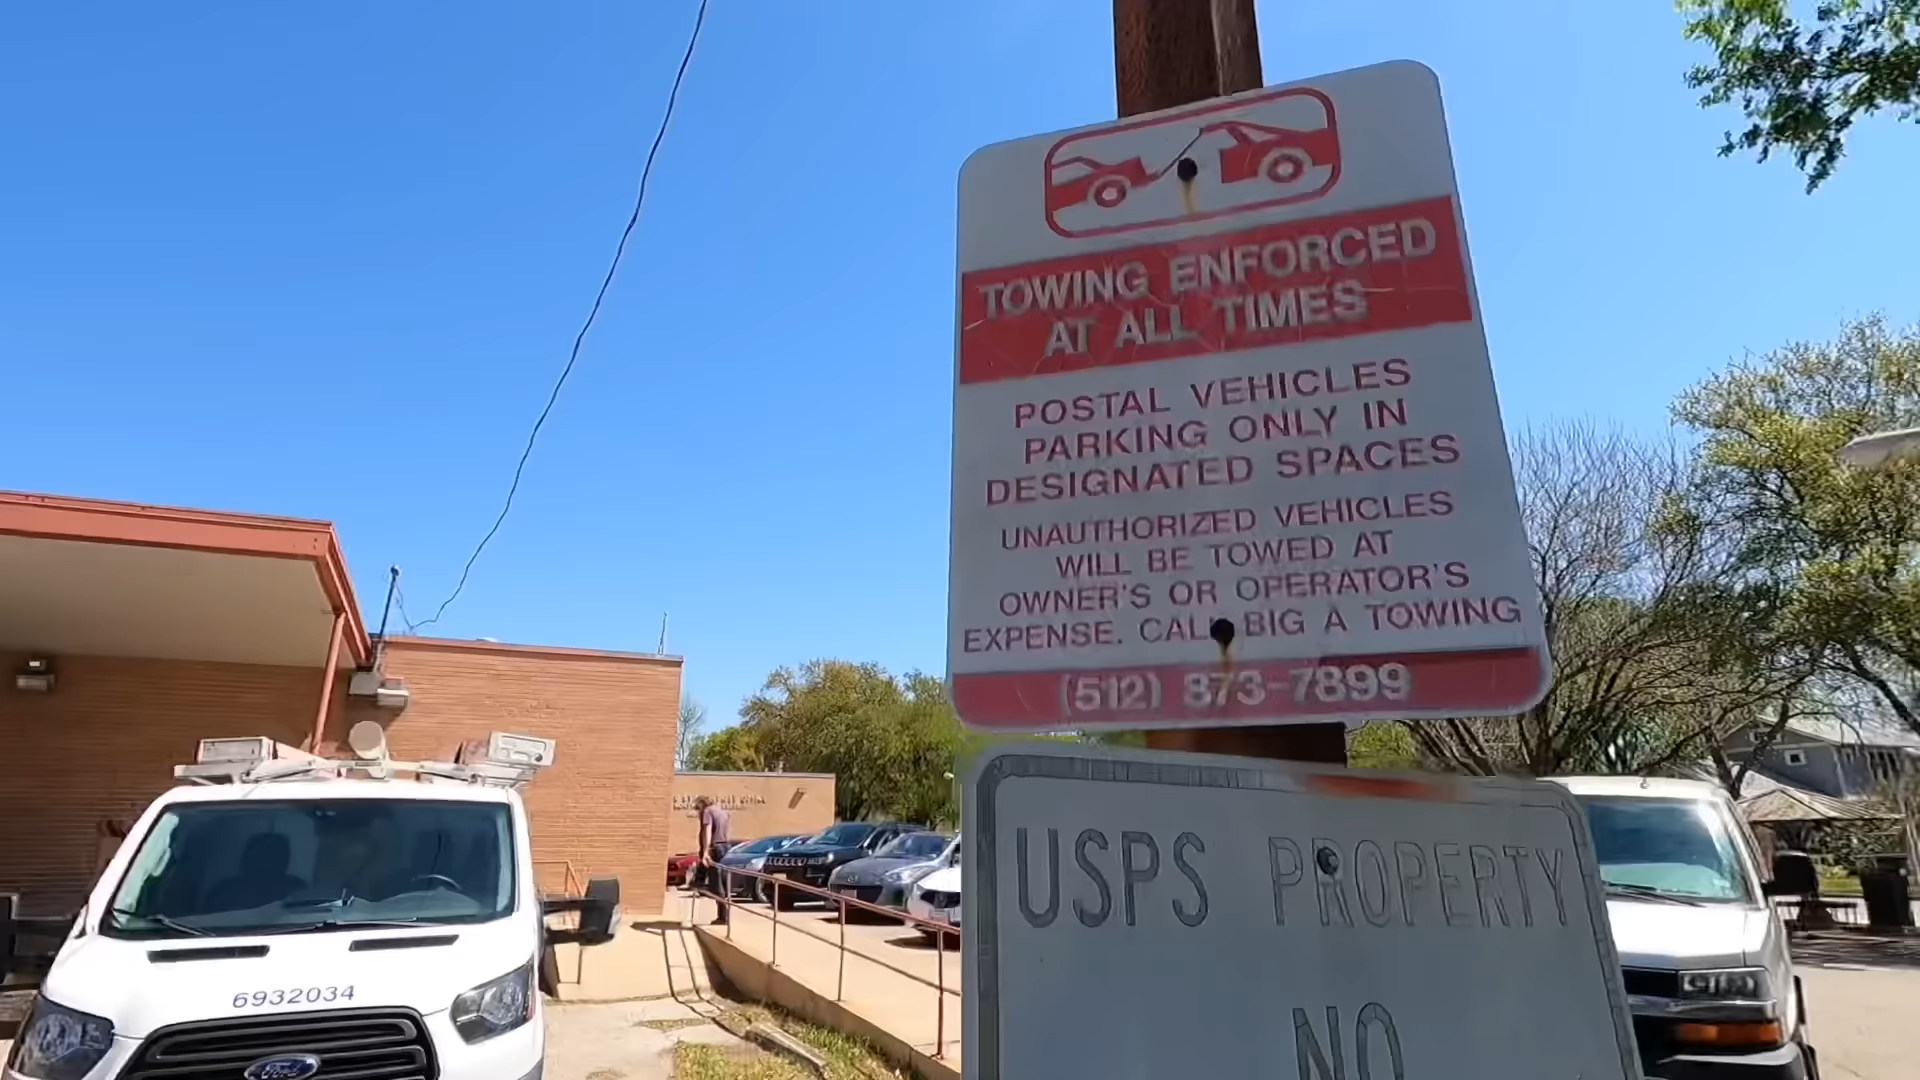 TOWING ENFORCED
AT ALL TIMES
POSTAL VEHICLES
PARKING ONLY IN
DESIGNATED SPACES
UNAUTHORIZED VEHICLES
WILL BE TOWED AT
OWNER'S OR OPERATOR'S
EXPENSE. CALL BIG A TOWING
(512) 873-7899
USPS PROPERTY
NO
6932034
Ford